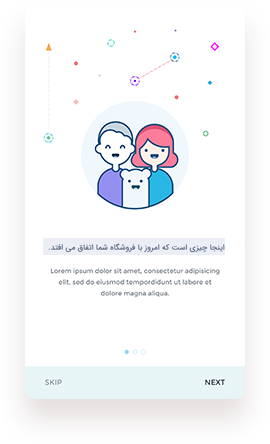 اینجا چیزی است که امروز با فروشگاه شما اتفاق می افتد.
Lorem ipsum dolor sit amet, consectetur adipisicing
elit, sed do eiusmod tempordidunt ut labore et
dolore magna aliqua.
SKIP
NEXT